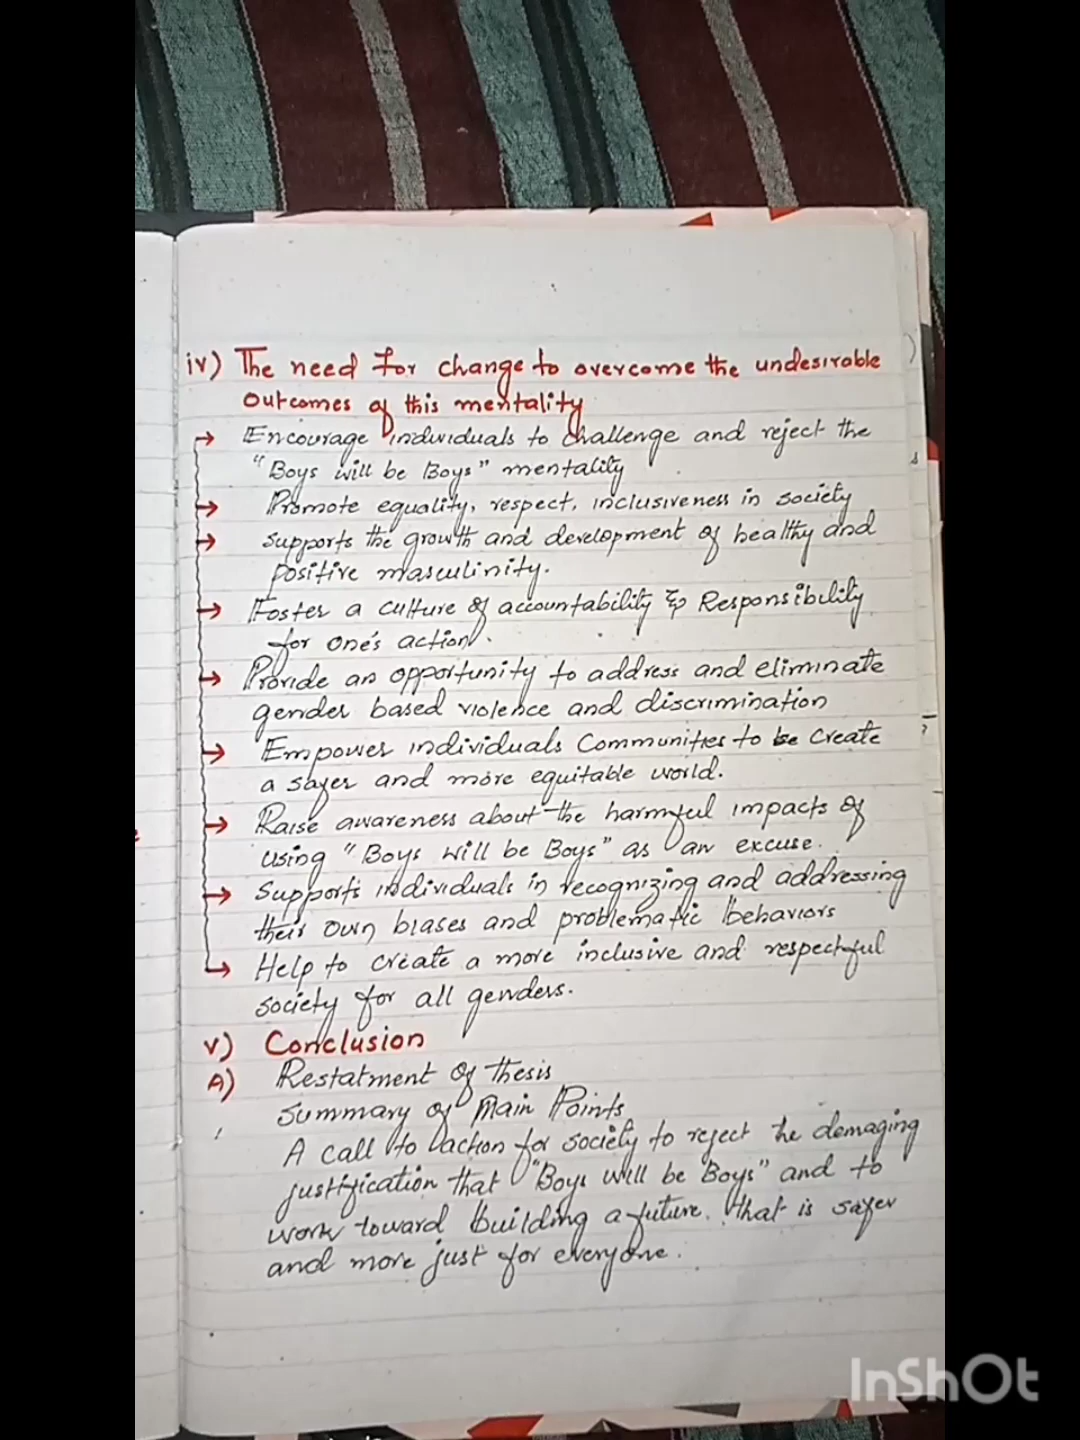 iv) The need for change to overcome the undesirable
outcomes of this mentality
→ Encourage individuals to challenge and reject the
"Boys will be Boys" mentality
→ Promote equality, respect, inclusiveness in society
→ supports the growth and development of healthy and
positive masculinity.
→ Foster a culture of accountability & Responsibility
for one's action.
→ Provide an opportunity to address and eliminate
gender based violence and discrimination
→ Empower individuals Communities to be create
a safer and more equitable world.
→ Raise awareness about the harmful impacts of
using "Boys will be Boys" as an excuse.
→ Supports individuals in recognizing and addressing
their own biases and problematic behaviors
→ Help to create a more inclusive and respectful
society for all genders.
v) Conclusion
A) Restatment of thesis
Summary of Main Points
A call to action for society to reject the demaging
justification that "Boys will be Boys" and to
work toward building a future. that is safer
and more just for everyone.
InShOt